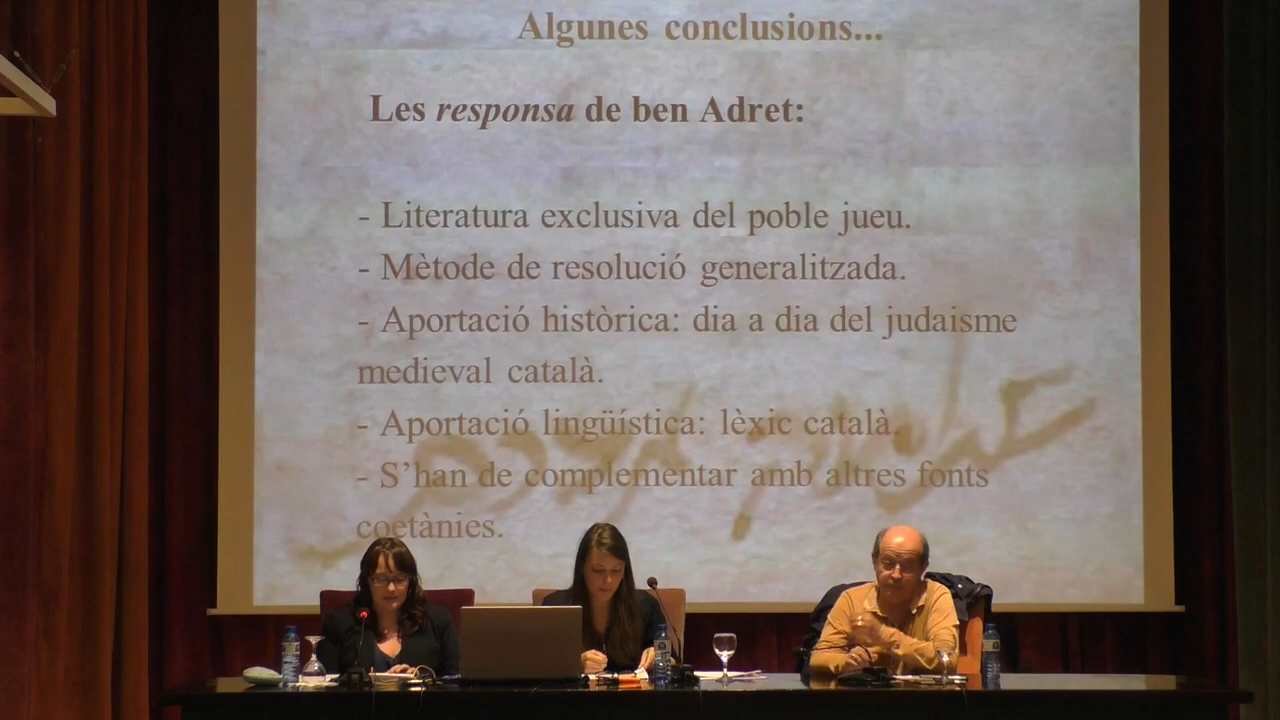 Algunes conclusions...
Les responsa de ben Adret:
- Literatura exclusiva del poble jueu.
- Mètode de resolució generalitzada.
- Aportació històrica: dia a dia del judaisme
medieval català.
- Aportació lingüística: lèxic català.
- S’han de complementar amb altres fonts
coetànies.